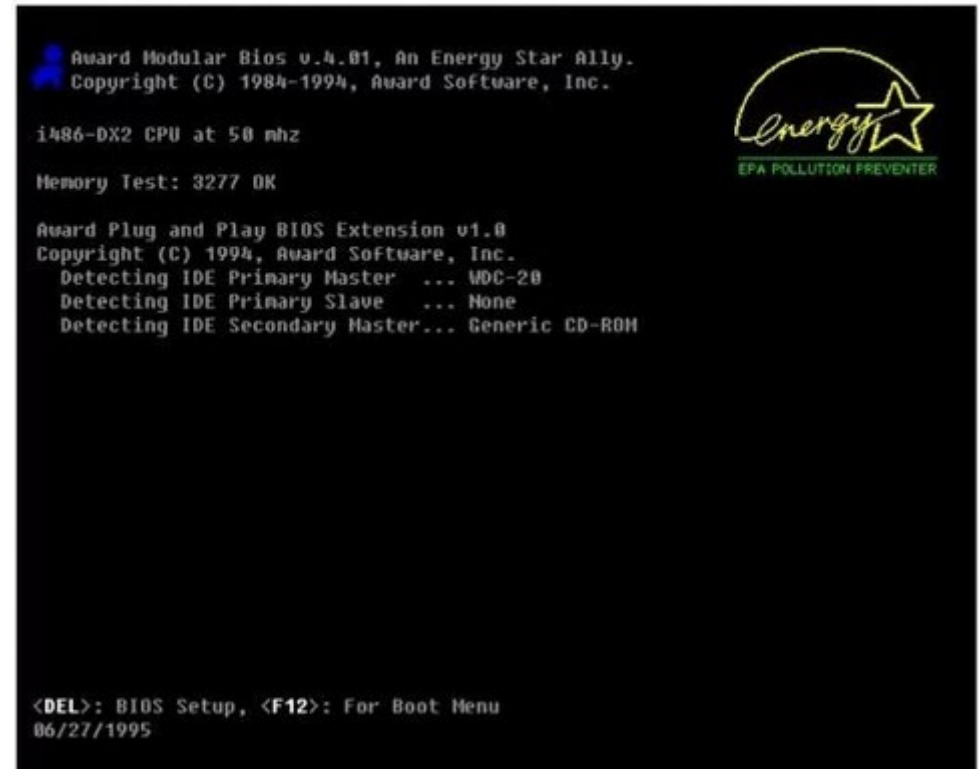 Award Modular Bios v.4.01, An Energy Star Ally.
Copyright (C) 1984-1994, Award Software, Inc.
energy
EPA POLLUTION PREVENTER
i486-DX2 CPU at 50 mhz
Memory Test: 3277 OK
Award Plug and Play BIOS Extension v1.0
Copyright (C) 1994, Award Software, Inc.
Detecting IDE Primary Master ... WDC-20
Detecting IDE Primary Slave ... None
Detecting IDE Secondary Master... Generic CD-ROM
<DEL>: BIOS Setup, <F12>: For Boot Menu
06/27/1995